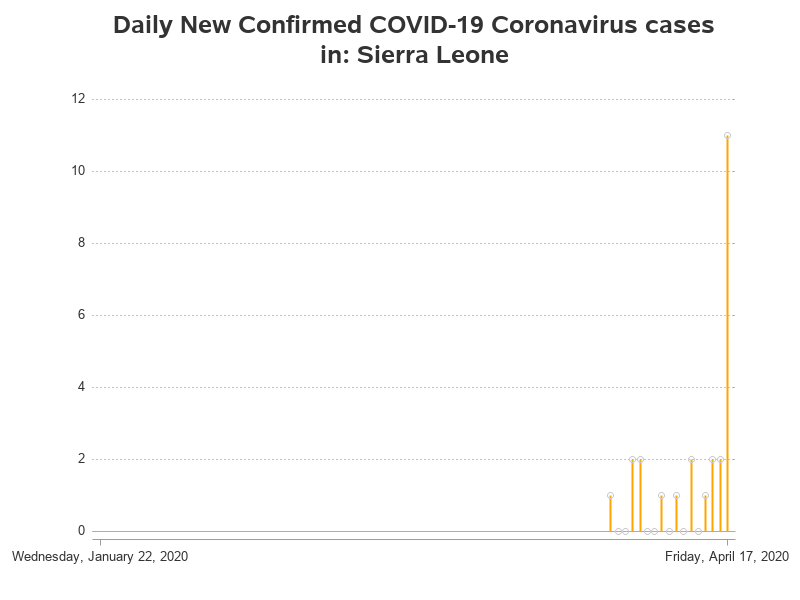 Daily New Confirmed COVID-19 Coronavirus cases
in: Sierra Leone
12
10
8
6
4
2
0
Wednesday, January 22, 2020
Friday, April 17, 2020